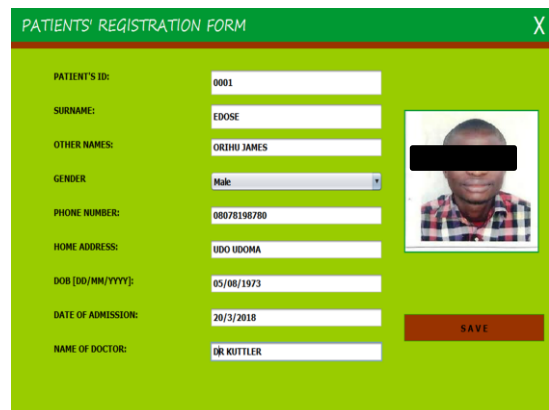 PATIENTS' REGISTRATION FORM X
PATIENT'S ID: 0001
SURNAME: EDOSE
OTHER NAMES: ORIHU JAMES
GENDER Male
PHONE NUMBER: 08078198780
HOME ADDRESS: UDO UDOMA
DOB [DD/MM/YYYY]: 05/08/1973
DATE OF ADMISSION: 20/3/2018
SAVE
NAME OF DOCTOR: DR KUTTLER